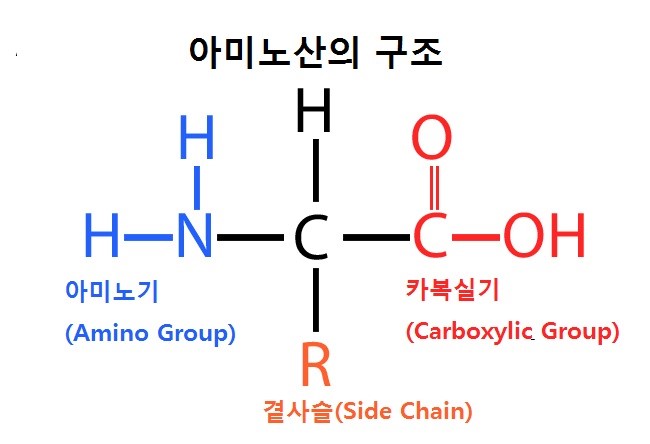 아미노산의 구조
H
H
O
H N C C OH
아미노기
(Amino Group)
카복실기
(Carboxylic Group)
R
곁사슬(Side Chain)